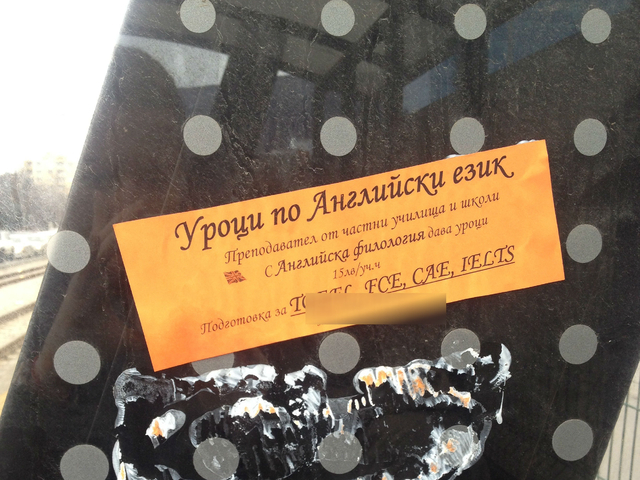 Уроци по Английски език
Преподавател от частни училища и школи
С Английска филология дава уроци
15лв/уч.ч
Подготовка за TOEFL, FCE, CAE, IELTS